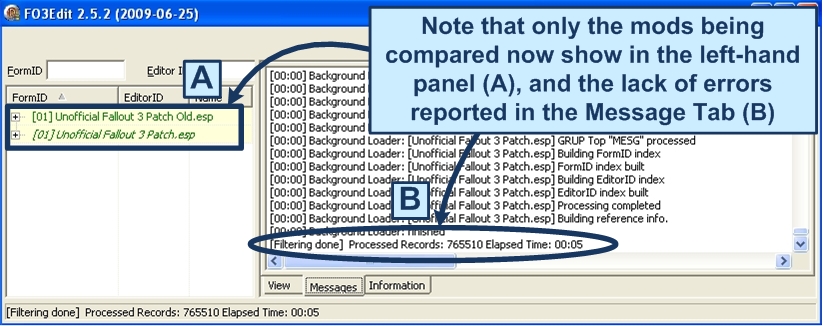 FO3Edit 2.5.2 (2009-06-25)
Note that only the mods being
compared now show in the left-hand
panel (A), and the lack of errors
reported in the Message Tab (B)
FormID
Editor
A
FormID
EditorID
Name
[01] Unofficial Fallout 3 Patch Old.esp
[01] Unofficial Fallout 3 Patch.esp
[00:00] Background
[00:00] Background
[00:00] Background
[00:00] Background
[00:00] Background
[00:00] Background Loader: [Unofficial Fallout 3 Patch.esp] GRUP Top "MESG" processed
[00:00] Background Loader: [Unofficial Fallout 3 Patch.esp] Building FormID index
[00:00] Background Loader: [Unofficial Fallout 3 Patch.esp] FormID index built
[00:00] Background Loader: [Unofficial Fallout 3 Patch.esp] Building EditorID index
[00:00] Background Loader: [Unofficial Fallout 3 Patch.esp] EditorID index built
[00:00] Background Loader: [Unofficial Fallout 3 Patch.esp] Processing completed
[00:00] Background Loader: [Unofficial Fallout 3 Patch.esp] Building reference info.
[00:00] Background Loader: finished
B
[Filtering done] Processed Records: 765510 Elapsed Time: 00:05
View
Messages
Information
[Filtering done] Processed Records: 765510 Elapsed Time: 00:05